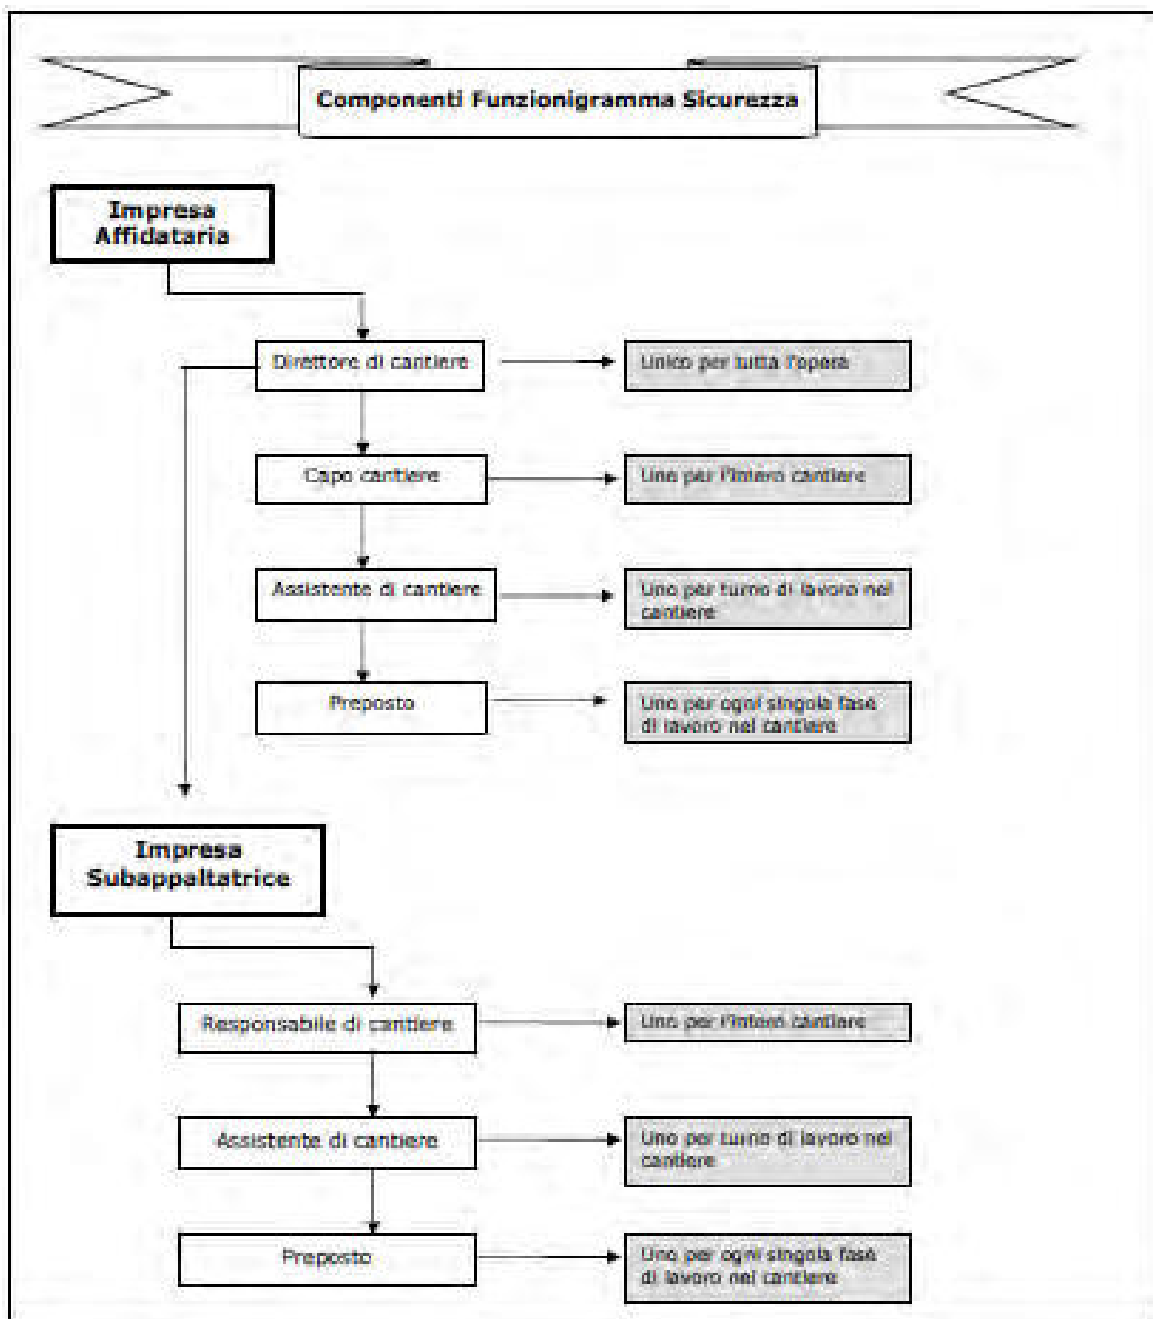 Componenti Funzionigramma Sicurezza
Impresa
Affidataria
Direttore di cantiere
Unico per tutta l'opera
Capo cantiere
Uno per l'intero cantiere
Assistente di cantiere
Uno per turno di lavoro nel
cantiere
Preposto
Uno per ogni singola fase
di lavoro nel cantiere
Impresa
Subappaltatrice
Responsabile di cantiere
Uno per l'intero cantiere
Assistente di cantiere
Uno per turno di lavoro nel
cantiere
Preposto
Uno per ogni singola fase
di lavoro nel cantiere